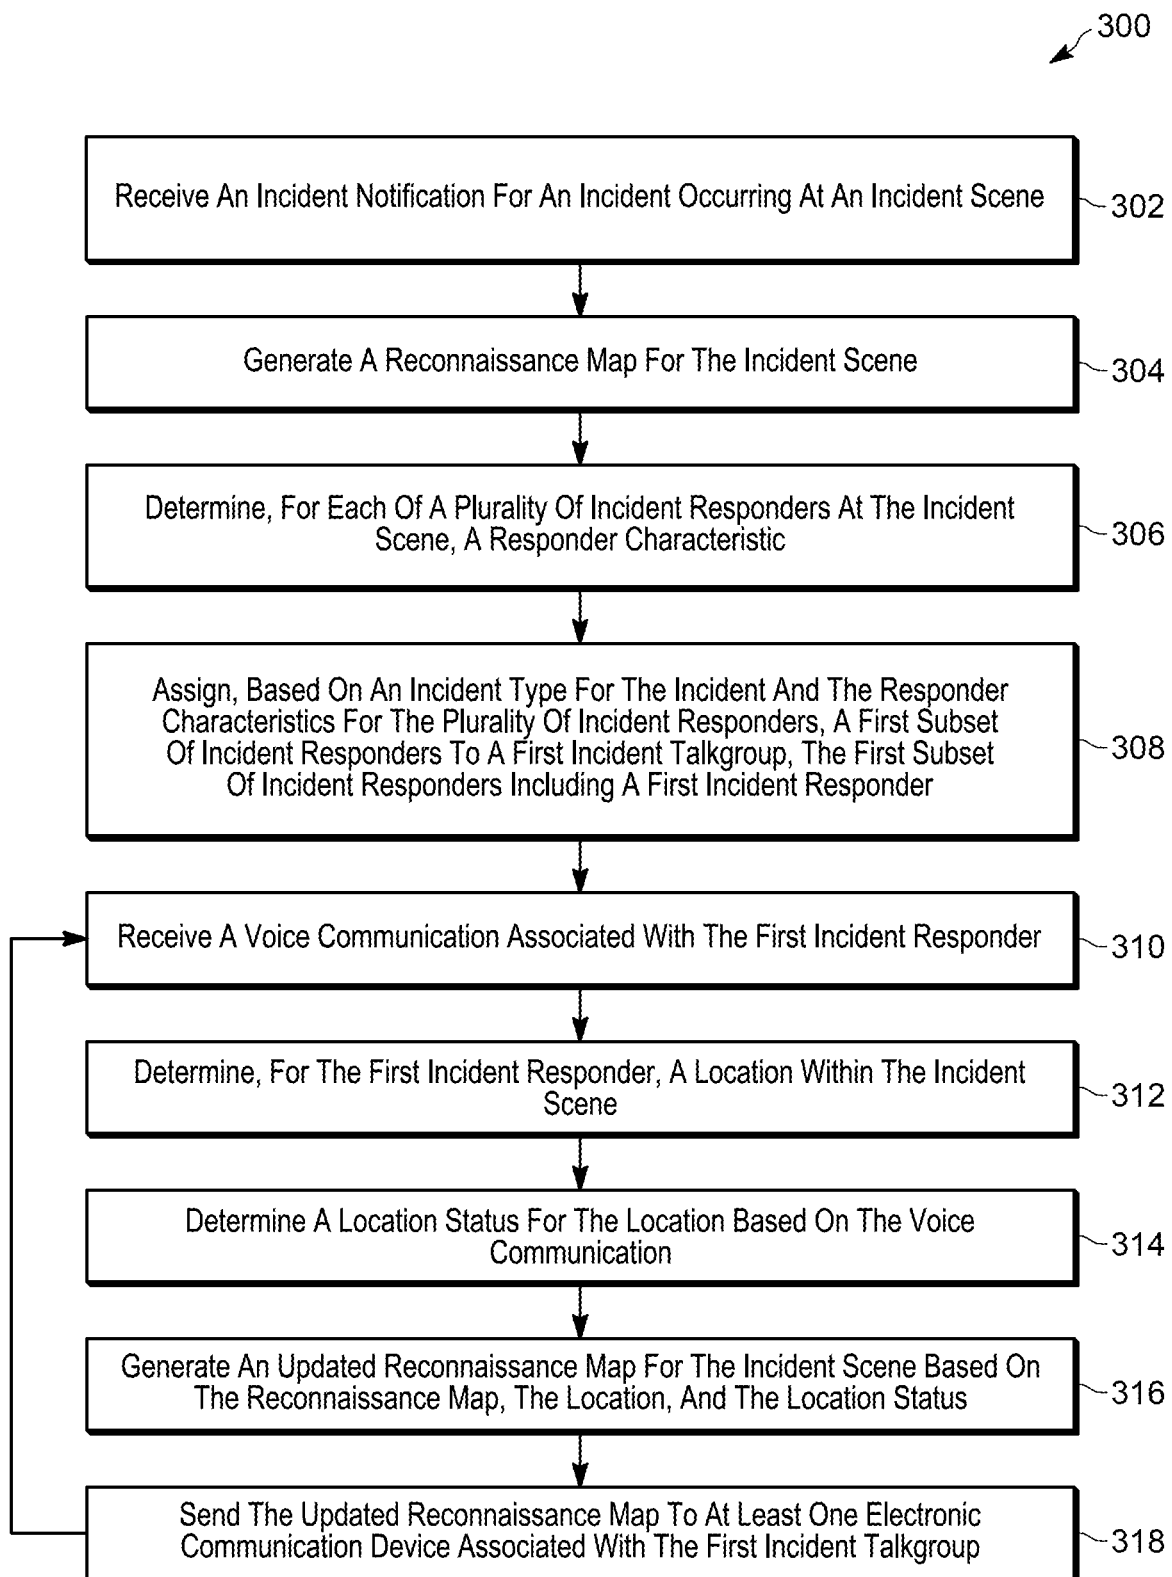 300
Receive An Incident Notification For An Incident Occurring At An Incident Scene
302
Generate A Reconnaissance Map For The Incident Scene
304
Determine, For Each Of A Plurality Of Incident Responders At The Incident
Scene, A Responder Characteristic
306
Assign, Based On An Incident Type For The Incident And The Responder
Characteristics For The Plurality Of Incident Responders, A First Subset
Of Incident Responders To A First Incident Talkgroup, The First Subset
Of Incident Responders Including A First Incident Responder
308
Receive A Voice Communication Associated With The First Incident Responder
310
Determine, For The First Incident Responder, A Location Within The Incident
Scene
312
Determine A Location Status For The Location Based On The Voice
Communication
314
Generate An Updated Reconnaissance Map For The Incident Scene Based On
The Reconnaissance Map, The Location, And The Location Status
316
Send The Updated Reconnaissance Map To At Least One Electronic
Communication Device Associated With The First Incident Talkgroup
318